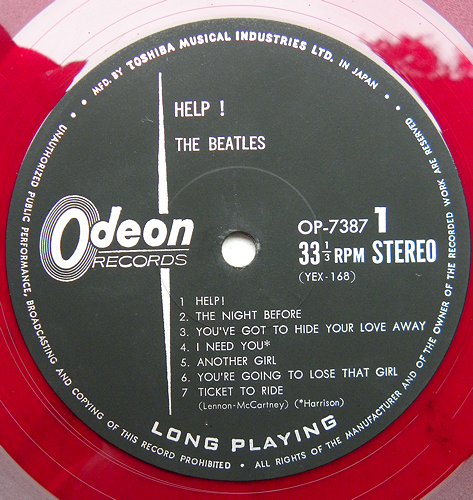 • • MFD. BY TOSHIBA MUSICAL INDUSTRIES LTD. IN JAPAN • •
HELP !
THE BEATLES
Odeon
RECORDS
OP-7387 1
33 1/3 RPM STEREO
(YEX-168)
1 HELP!
2. THE NIGHT BEFORE
3. YOU'VE GOT TO HIDE YOUR LOVE AWAY
4. I NEED YOU*
5. ANOTHER GIRL
6. YOU'RE GOING TO LOSE THAT GIRL
7 TICKET TO RIDE
(Lennon-McCartney) (*Harrison)
LONG PLAYING
UNAUTHORIZED PUBLIC PERFORMANCE, BROADCASTING AND COPYING OF THIS RECORD PROHIBITED • ALL RIGHTS OF THE MANUFACTURER AND OF THE OWNER OF THE RECORDED WORK ARE RESERVED